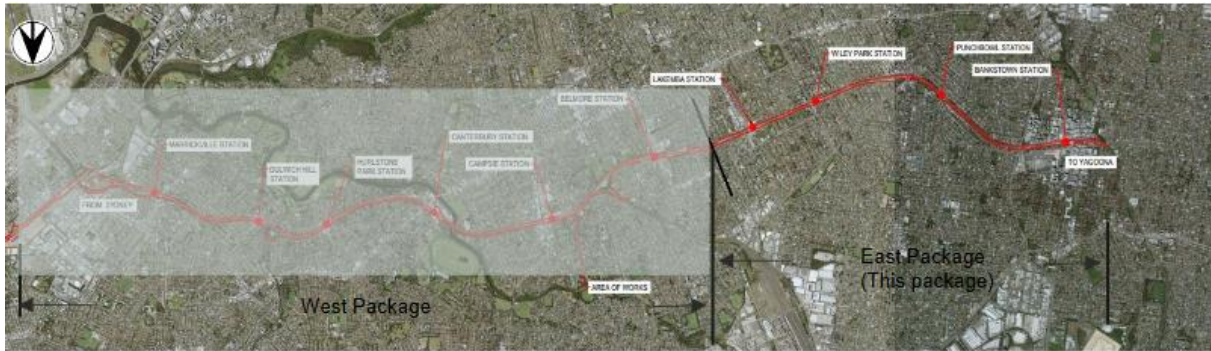 PUNCHBOWL STATION
WILEY PARK STATION
BANKSTOWN STATION
LAKEMBA STATION
BELMORE STATION
CANTERBURY STATION
MARRICKVILLE STATION
HURLSTONE
PARK STATION
CAMPSIE STATION
DULWICH HILL
STATION
TO YAGOONA
FROM SYDNEY
East Package
(This package)
AREA OF WORKS
West Package